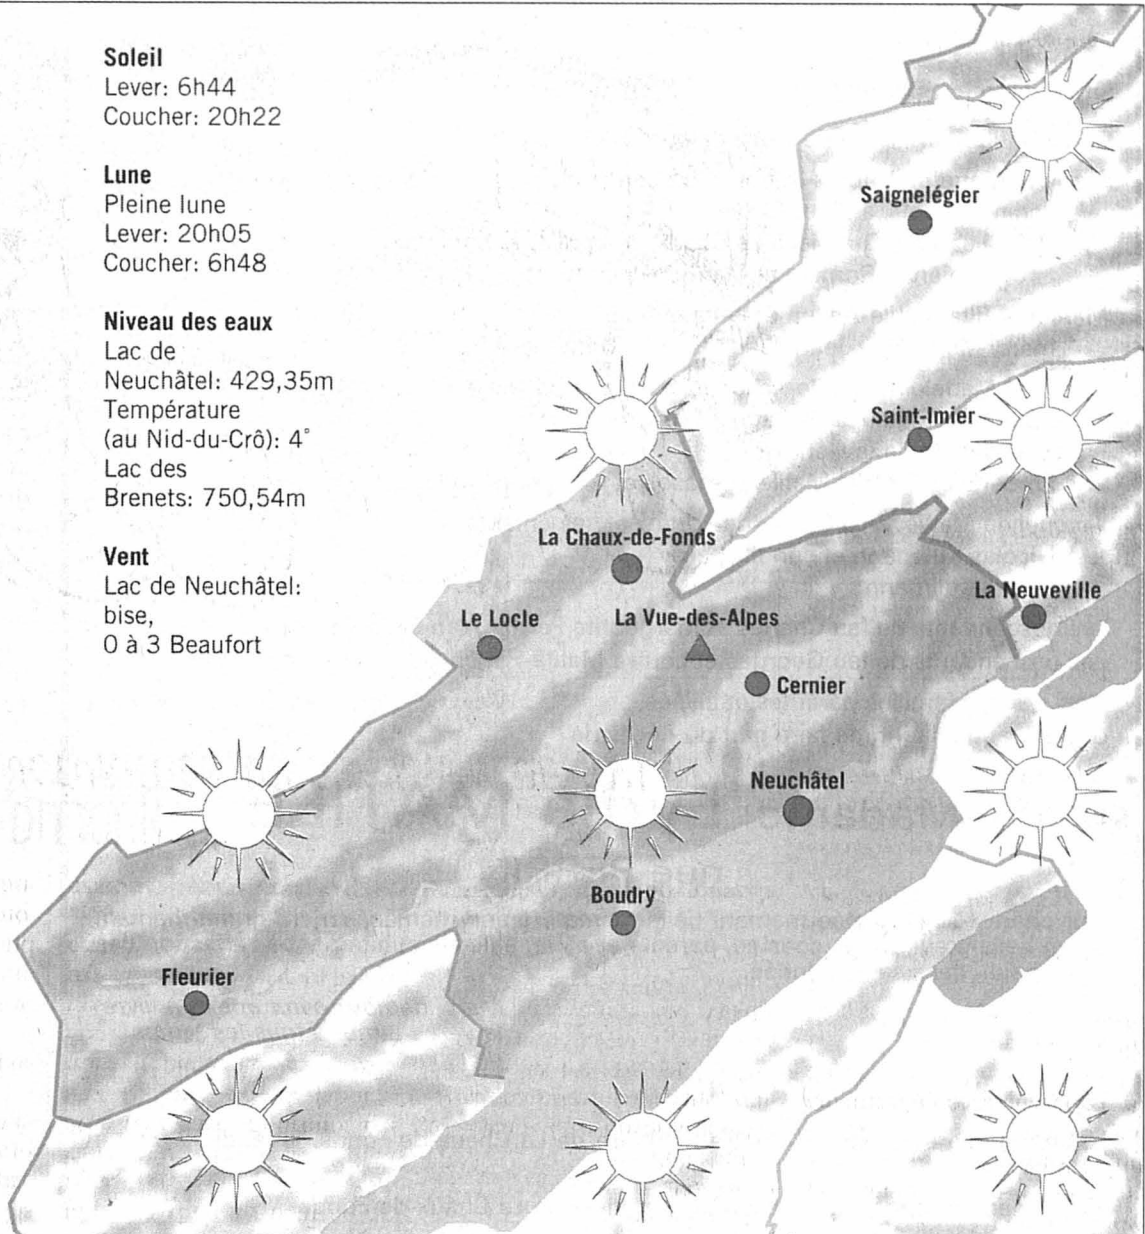 Soleil
Lever: 6h44
Coucher: 20h22
Lune
Pleine lune
Lever: 20h05
Coucher: 6h48
Niveau des eaux
Lac de
Neuchâtel: 429,35m
Température
(au Nid-du-Crô): 4°
Lac des
Brenets: 750,54m
Vent
Lac de Neuchâtel:
bise,
0 à 3 Beaufort
Saignelégier
Saint-Imier
La Chaux-de-Fonds
La Neuveville
Le Locle
La Vue-des-Alpes
Cernier
Neuchâtel
Boudry
Fleurier